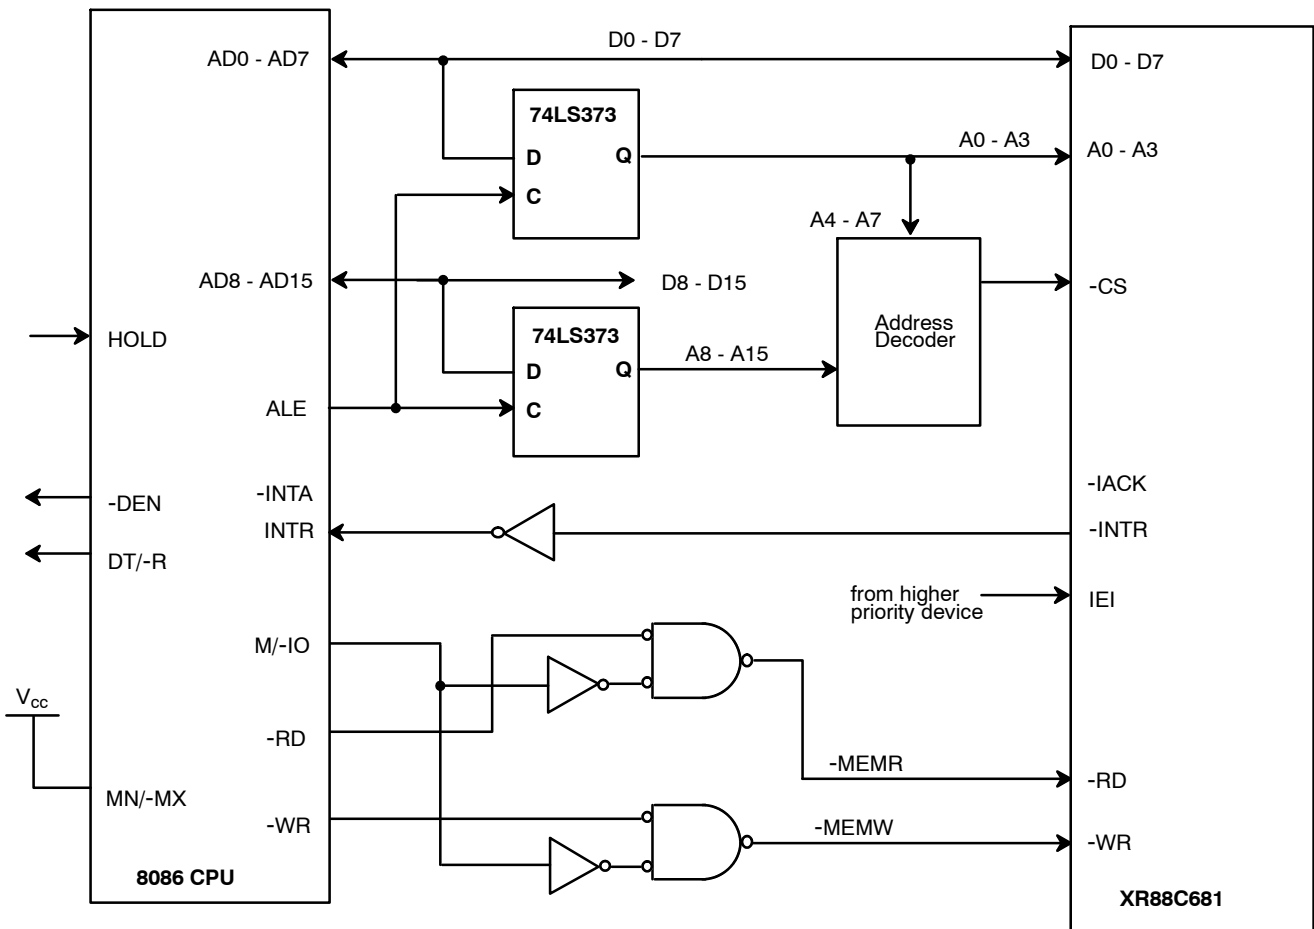 D0 - D7
AD0 - AD7
D0 - D7
74LS373
D
Q
C
A0 - A3
A0 - A3
A4 - A7
AD8 - AD15
D8 - D15
-CS
74LS373
D
Q
C
A8 - A15
Address
Decoder
HOLD
ALE
-DEN
-INTA
-IACK
INTR
-INTR
DT/-R
from higher
priority device
IEI
M/-IO
Vcc
-RD
-MEMR
-RD
MN/-MX
-WR
-MEMW
-WR
8086 CPU
XR88C681